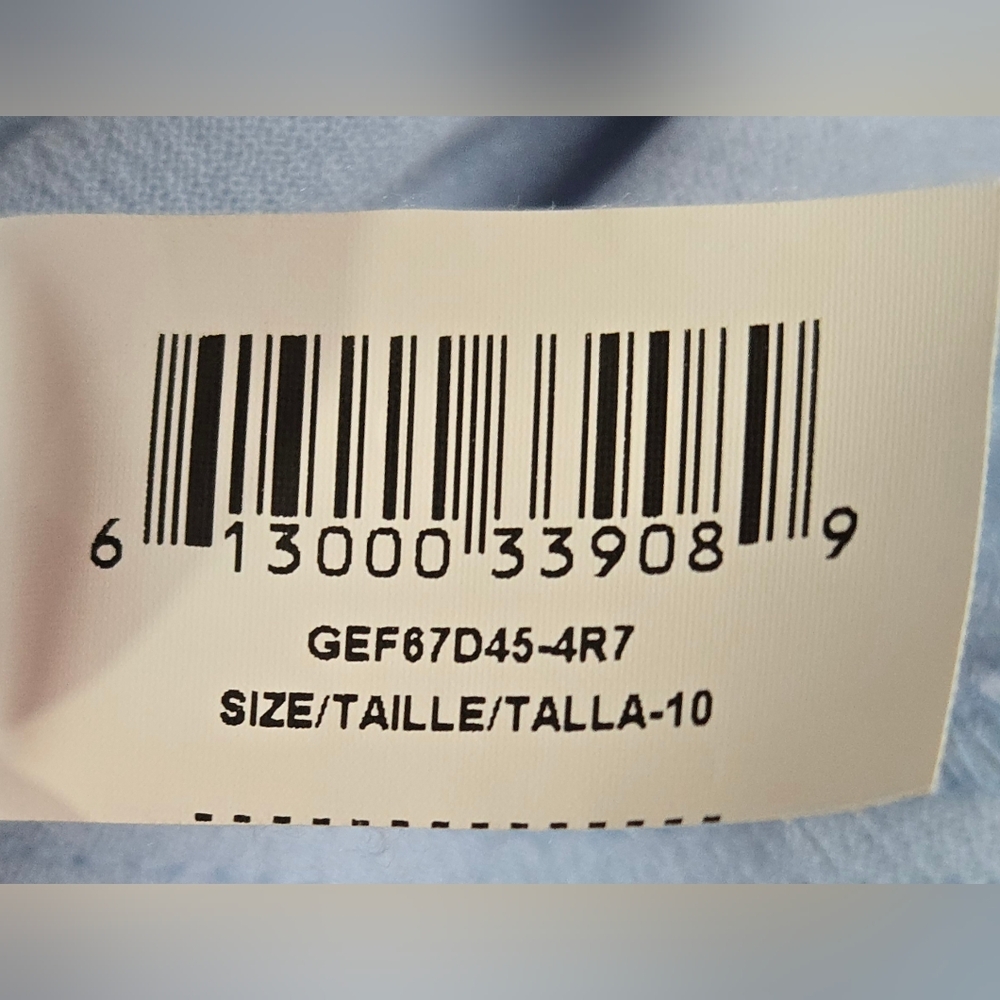 6 13000 33908 9
GEF67D45-4R7
SIZE/TAILLE/TALLA-10